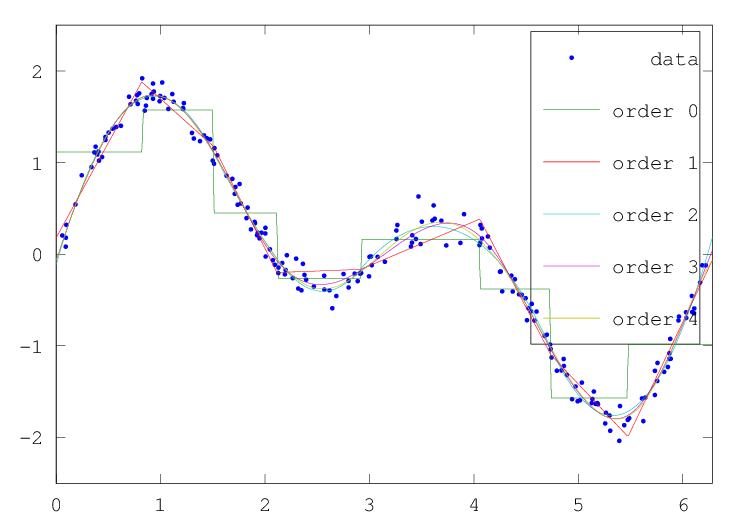 2
1
0
−1
−2
0 1 2 3 4 5 6
data
order 0
order 1
order 2
order 3
order 4